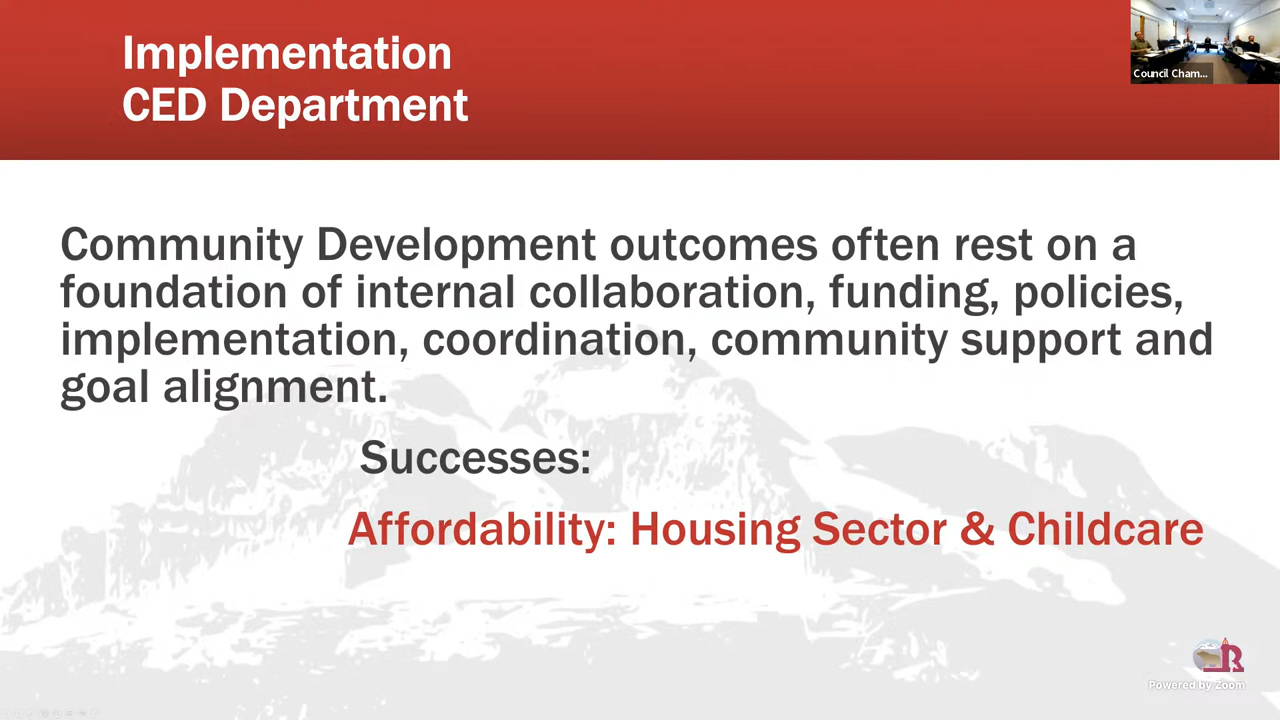 Implementation
CED Department
Council Cham...
Community Development outcomes often rest on a
foundation of internal collaboration, funding, policies,
implementation, coordination, community support and
goal alignment.
Successes:
Affordability: Housing Sector & Childcare
R
Powered by Zoom